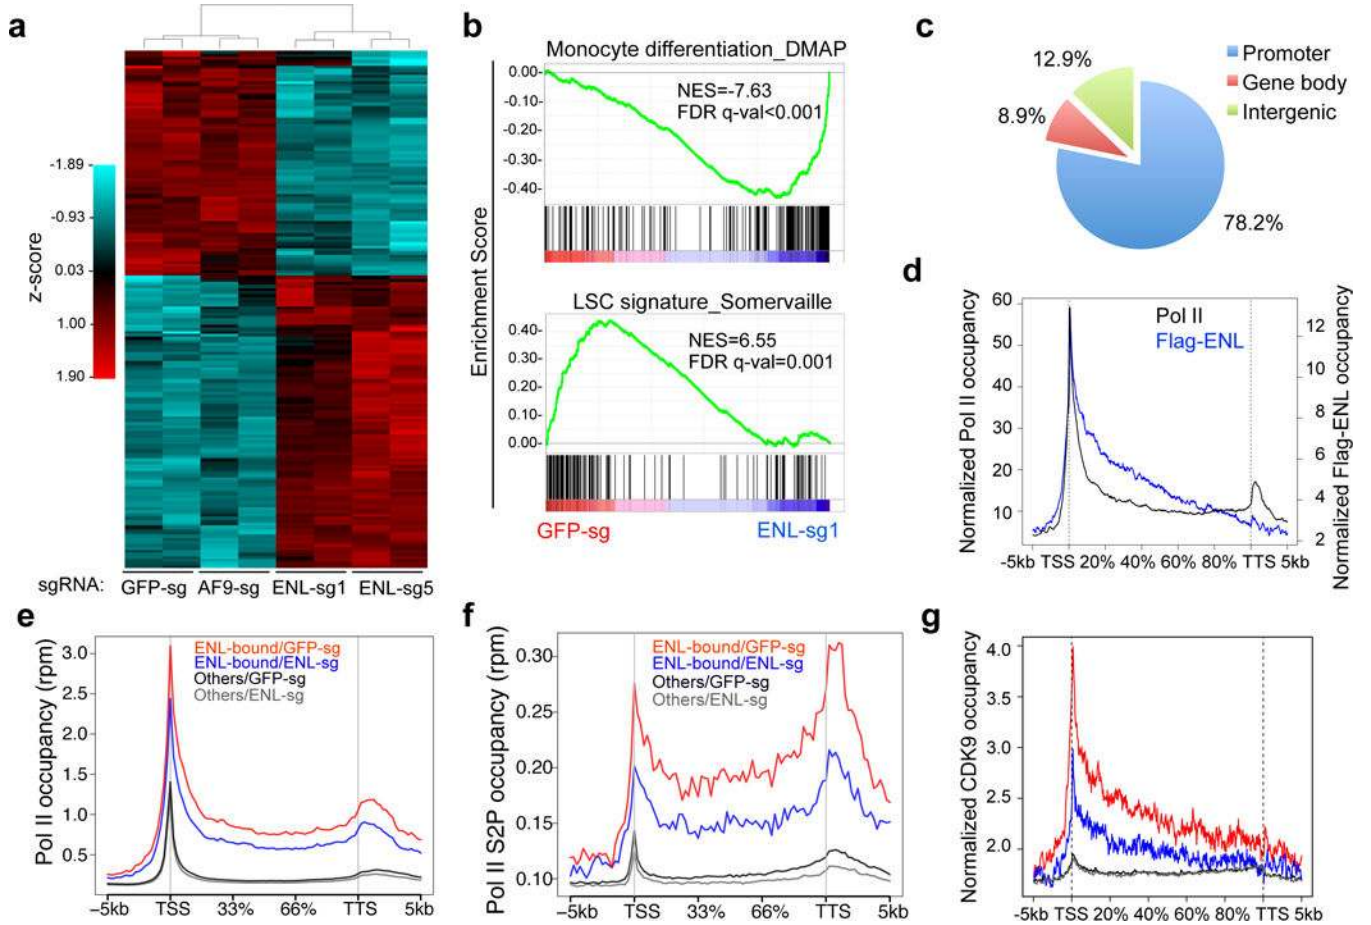 a
z-score
-1.89
-0.93
0.03
1.00
1.90
sgRNA:
GFP-sg
AF9-sg
ENL-sg1
ENL-sg5
b
Enrichment Score
Monocyte differentiation_DMAP
NES=-7.63
FDR q-val<0.001
0.00
-0.10
-0.20
-0.30
-0.40
LSC signature_Somervaille
NES=6.55
FDR q-val=0.001
0.40
0.30
0.20
0.10
0.00
GFP-sg
ENL-sg1
c
12.9%
8.9%
78.2%
Promoter
Gene body
Intergenic
d
Normalized Pol II occupancy
60
50
40
30
20
10
Pol II
Flag-ENL
12
10
8
6
4
2
Normalized Flag-ENL occupancy
-5kb TSS 20% 40% 60% 80% TTS 5kb
e
Pol II occupancy (rpm)
3.0
2.5
2.0
1.5
1.0
0.5
ENL-bound/GFP-sg
ENL-bound/ENL-sg
Others/GFP-sg
Others/ENL-sg
−5kb TSS 33% 66% TTS 5kb
f
Pol II S2P occupancy (rpm)
0.30
0.25
0.20
0.15
0.10
ENL-bound/GFP-sg
ENL-bound/ENL-sg
Others/GFP-sg
Others/ENL-sg
−5kb TSS 33% 66% TTS 5kb
g
Normalized CDK9 occupancy
4.0
3.0
2.5
2.0
-5kb TSS 20% 40% 60% 80% TTS 5kb